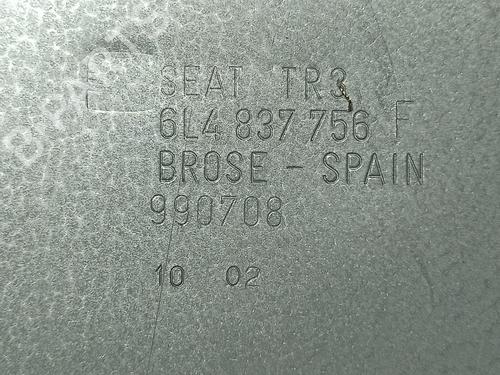 SEAT TR3
6L4 837 756 F
BROSE - SPAIN
990708
10 02